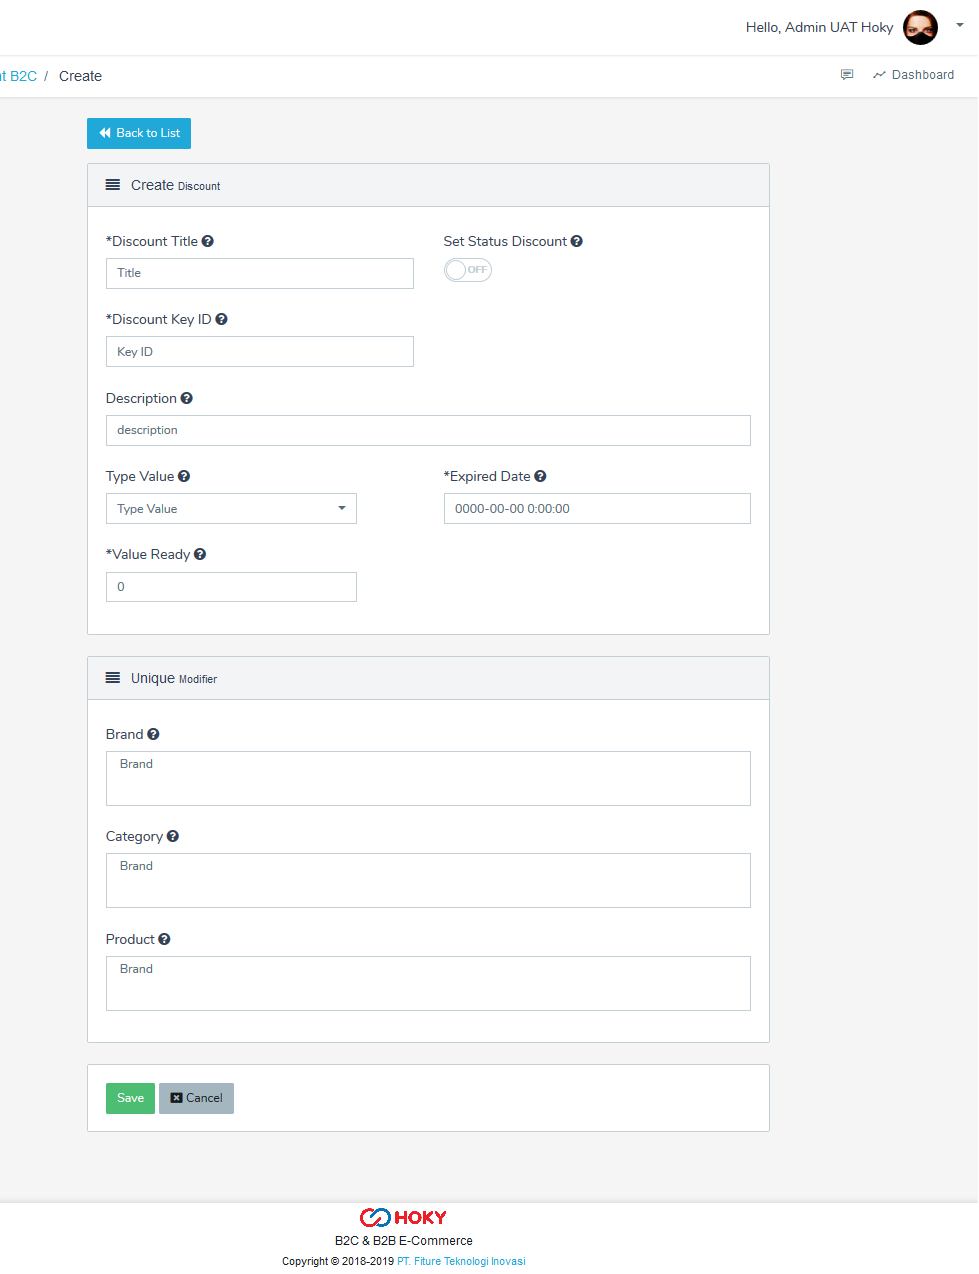 Hello, Admin UAT Hoky
t B2C / Create
Dashboard
Back to List
Create Discount
*Discount Title
Set Status Discount
Title
OFF
*Discount Key ID
Key ID
Description
description
Type Value
*Expired Date
Type Value
0000-00-00 0:00:00
*Value Ready
0
Unique Modifier
Brand
Brand
Category
Brand
Product
Brand
Save
Cancel
HOKY
B2C & B2B E-Commerce
Copyright © 2018-2019 PT. Fiture Teknologi Inovasi